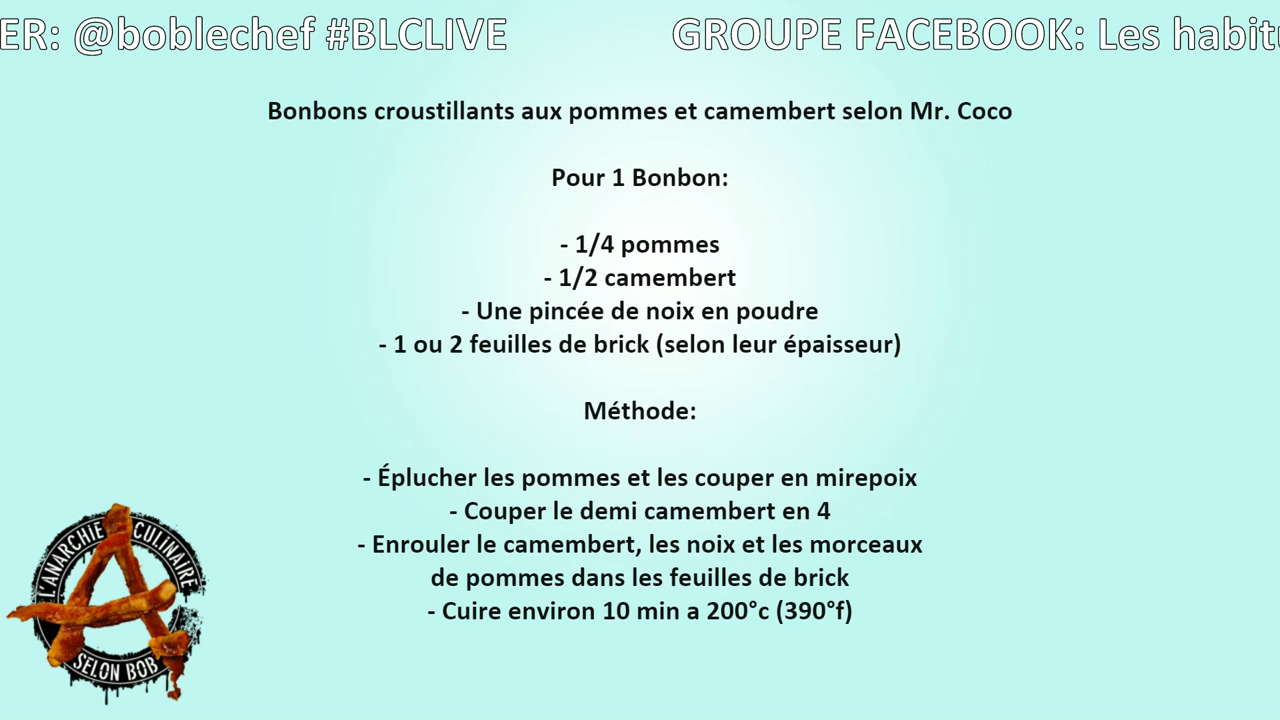 ER: @boblechef #BLCLIVE GROUPE FACEBOOK: Les habitu
Bonbons croustillants aux pommes et camembert selon Mr. Coco
Pour 1 Bonbon:
- 1/4 pommes
- 1/2 camembert
- Une pincée de noix en poudre
- 1 ou 2 feuilles de brick (selon leur épaisseur)
Méthode:
- Éplucher les pommes et les couper en mirepoix
- Couper le demi camembert en 4
- Enrouler le camembert, les noix et les morceaux
de pommes dans les feuilles de brick
- Cuire environ 10 min a 200°c (390°f)
L'ANARCHIE CULINAIRE
SELON BOB